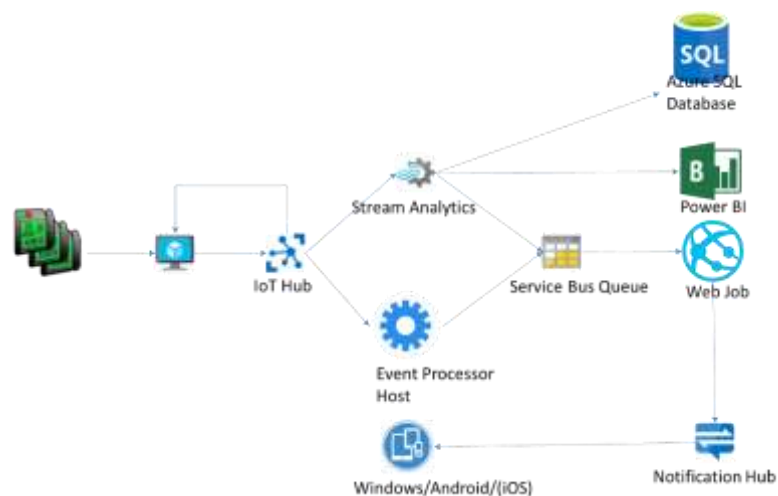 SQL
Azure SQL
Database
Stream Analytics
B
Power BI
IoT Hub
Service Bus Queue
Web Job
Event Processor
Host
Notification Hub
Windows/Android/(iOS)